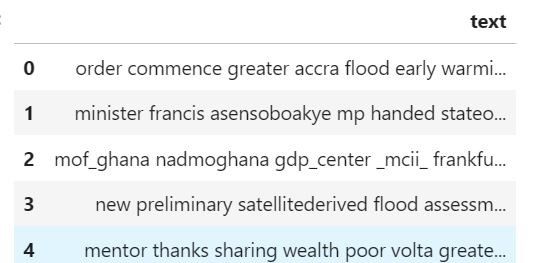 text
0 order commence greater accra flood early warmi...
1 minister francis asensoboakye mp handed stateo...
2 mof_ghana nadmoghana gdp_center _mcii_ frankfu...
3 new preliminary satellitederived flood assessm...
4 mentor thanks sharing wealth poor volta greate...